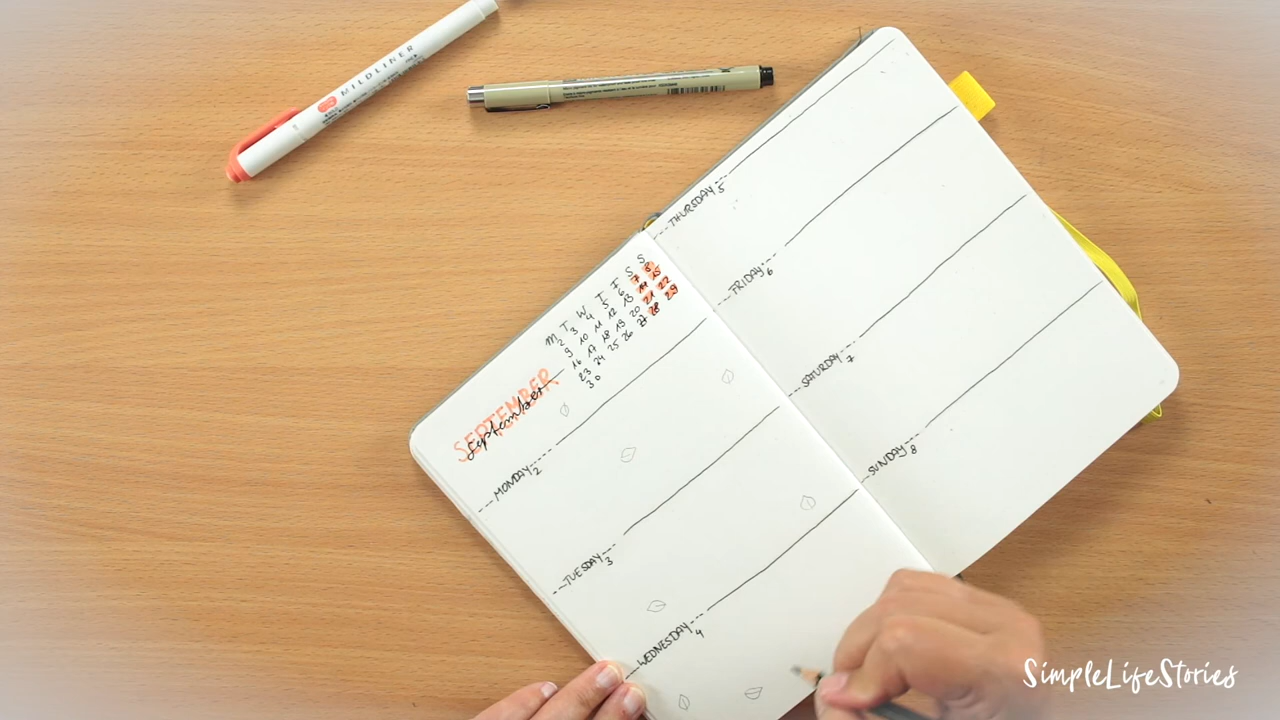 MILDLINER
SEPTEMBER
September
M T W T F S S
2 3 4 5 6 7 8
9 10 11 12 13 14 15
16 17 18 19 20 21 22
23 24 25 26 27 28 29
30
MONDAY 2
TUESDAY 3
WEDNESDAY 4
THURSDAY 5
FRIDAY 6
SATURDAY 7
SUNDAY 8
SimpleLifeStories